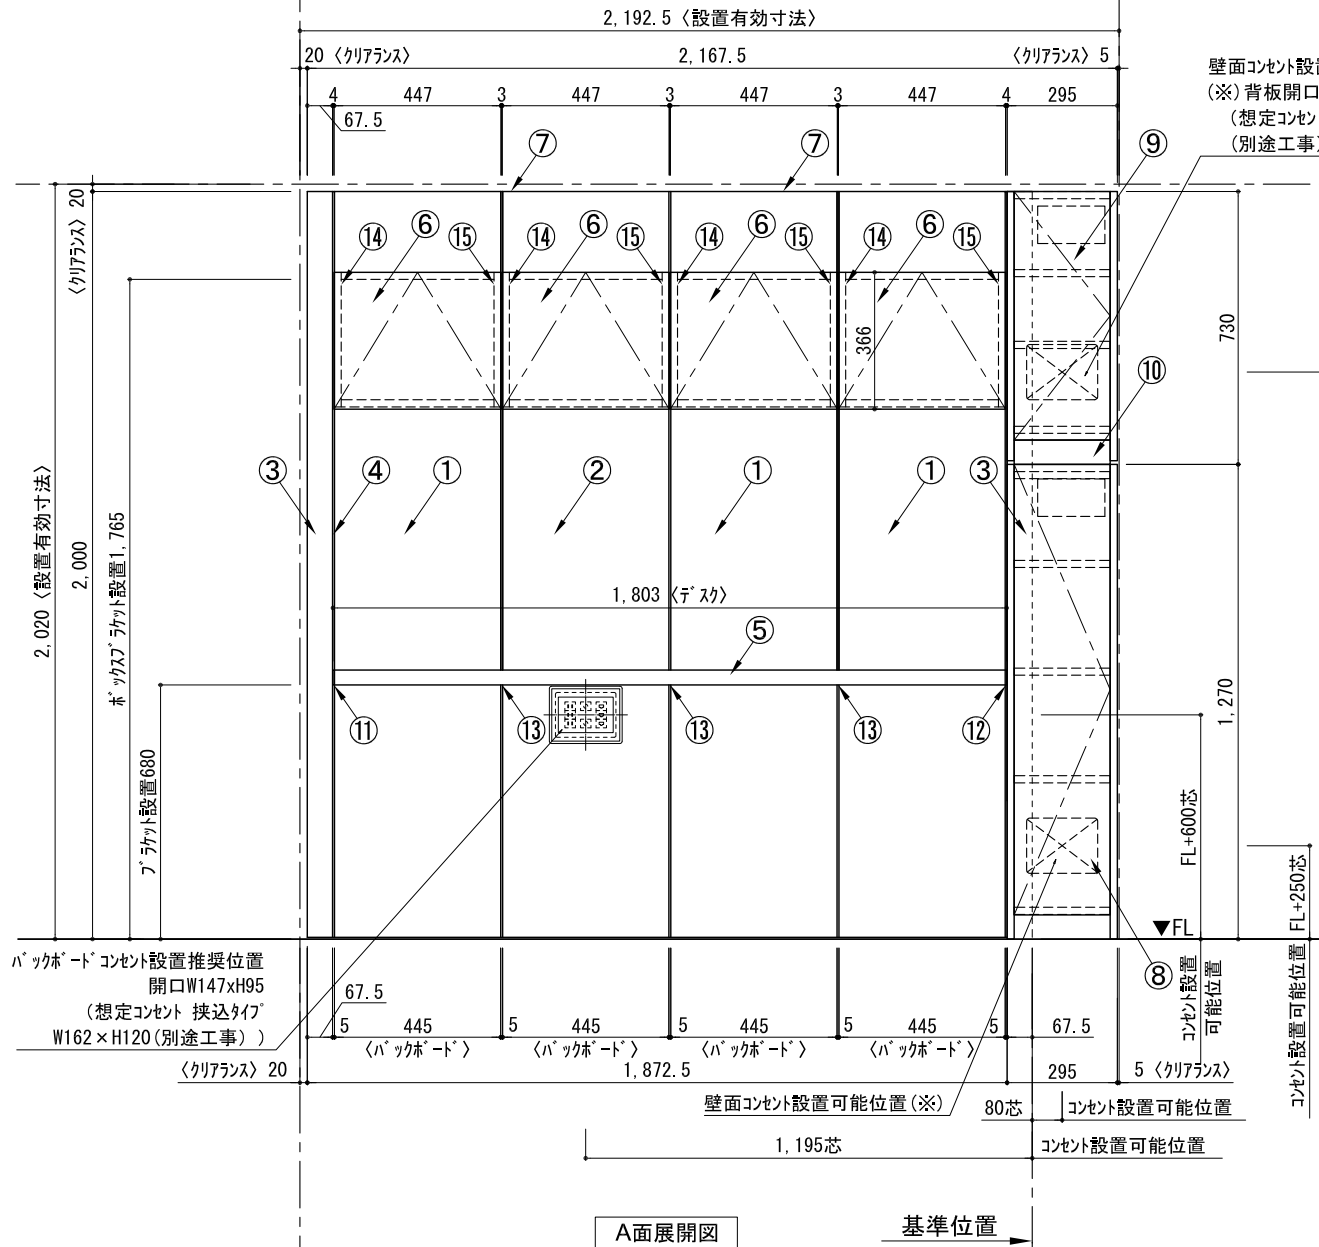 2,192.5〈設置有効寸法〉
20〈クリアランス〉
2,167.5
〈クリアランス〉5
4
447
3
447
3
447
3
447
4
295
67.5
壁面コンセント設置
(※)背板開口
(想定コンセン
(別途工事)
⑦
⑦
⑨
〈クリアランス〉20
⑭
⑥
⑮
⑭
⑥
⑮
⑭
⑥
⑮
⑭
⑥
⑮
366
730
⑩
③
④
①
②
①
①
③
2,020〈設置有効寸法〉
2,000
ボックスブラケット設置1,765
1,803〈デスク〉
⑤
⑪
⑬
⑬
⑬
⑫
1,270
ブラケット設置680
FL+600芯
FL+250芯
▼FL
⑧
バックボードコンセント設置推奨位置
開口W147xH95
(想定コンセント 挟込タイプ
W162×H120(別途工事))
コンセント設置
可能位置
コンセント設置可能位置
67.5
5
445
5
445
5
445
5
445
5
67.5
〈バックボード〉
〈バックボード〉
〈バックボード〉
〈バックボード〉
〈クリアランス〉20
1,872.5
295
5〈クリアランス〉
壁面コンセント設置可能位置(※)
80芯
コンセント設置可能位置
1,195芯
コンセント設置可能位置
A面展開図
基準位置